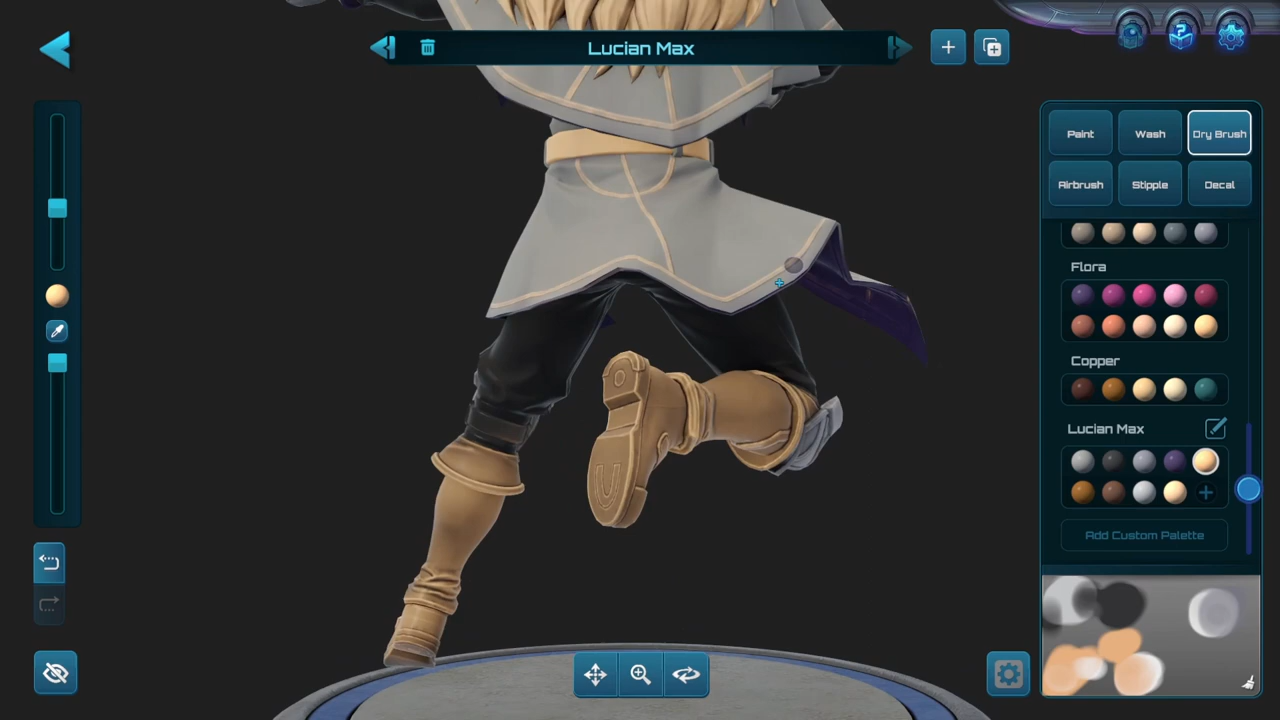 Lucian Max
Paint
Wash
Dry Brush
Airbrush
Stipple
Decal
Flora
Copper
Lucian Max
Add Custom Palette